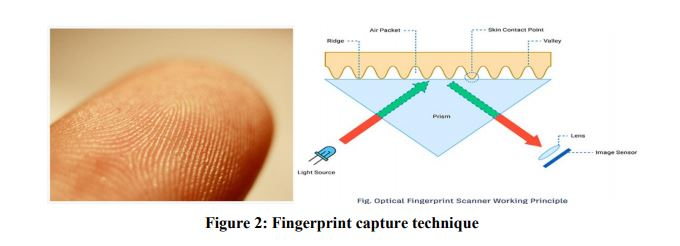 Air Packet
Skin Contact Point
Ridge
Valley
Prism
Lens
Image Sensor
Light Source
Fig. Optical Fingerprint Scanner Working Principle
Figure 2: Fingerprint capture technique